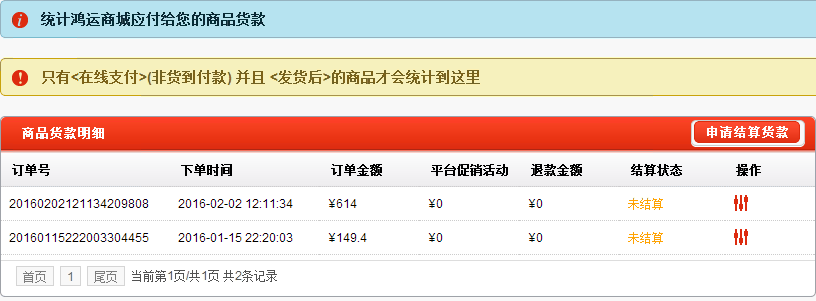 统计鸿运商城应付给您的商品货款
只有<在线支付>(非货到付款) 并且 <发货后>的商品才会统计到这里
商品货款明细 申请结算货款
订单号 下单时间 订单金额 平台促销活动 退款金额 结算状态 操作
20160202121134209808 2016-02-02 12:11:34 ¥614 ¥0 ¥0 未结算
20160115222003304455 2016-01-15 22:20:03 ¥149.4 ¥0 ¥0 未结算
首页 1 尾页 当前第1页/共1页 共2条记录